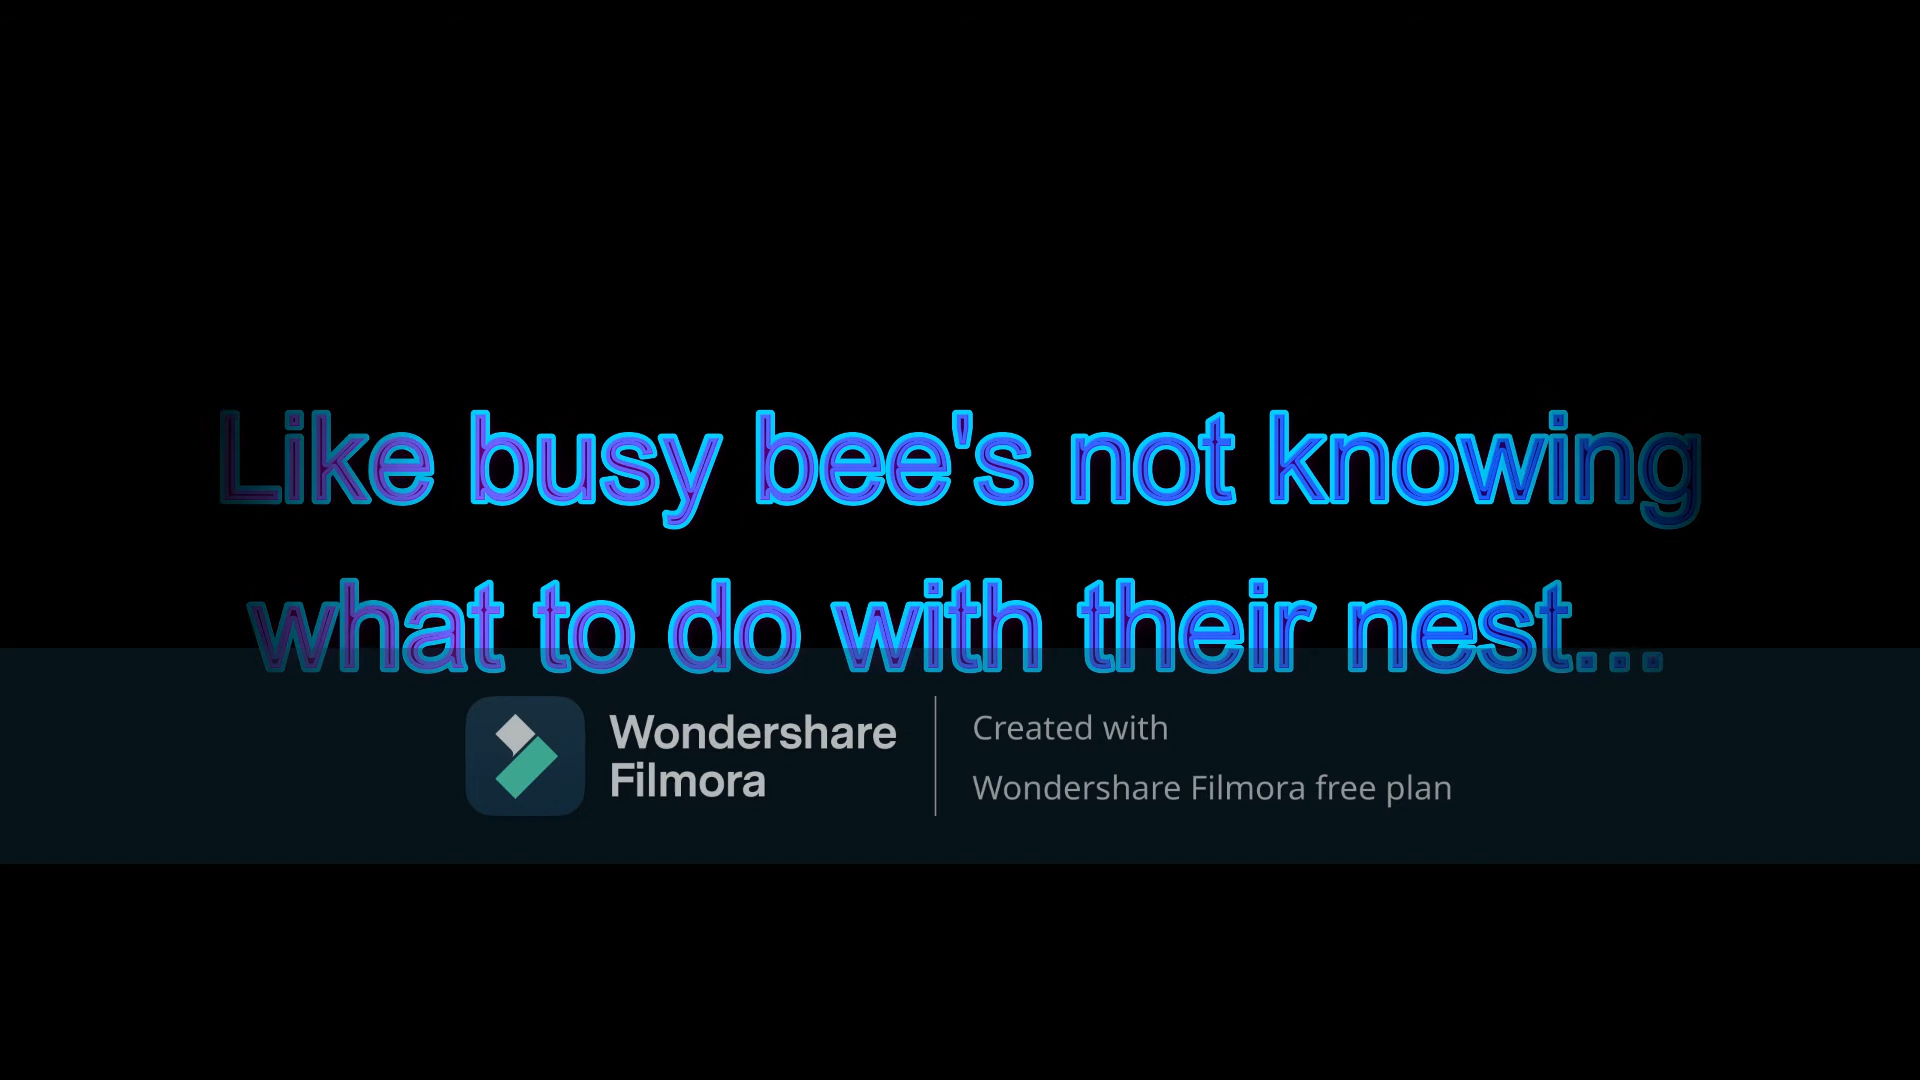 Like busy bee's not knowing
what to do with their nest...
Wondershare
Filmora
Created with
Wondershare Filmora free plan